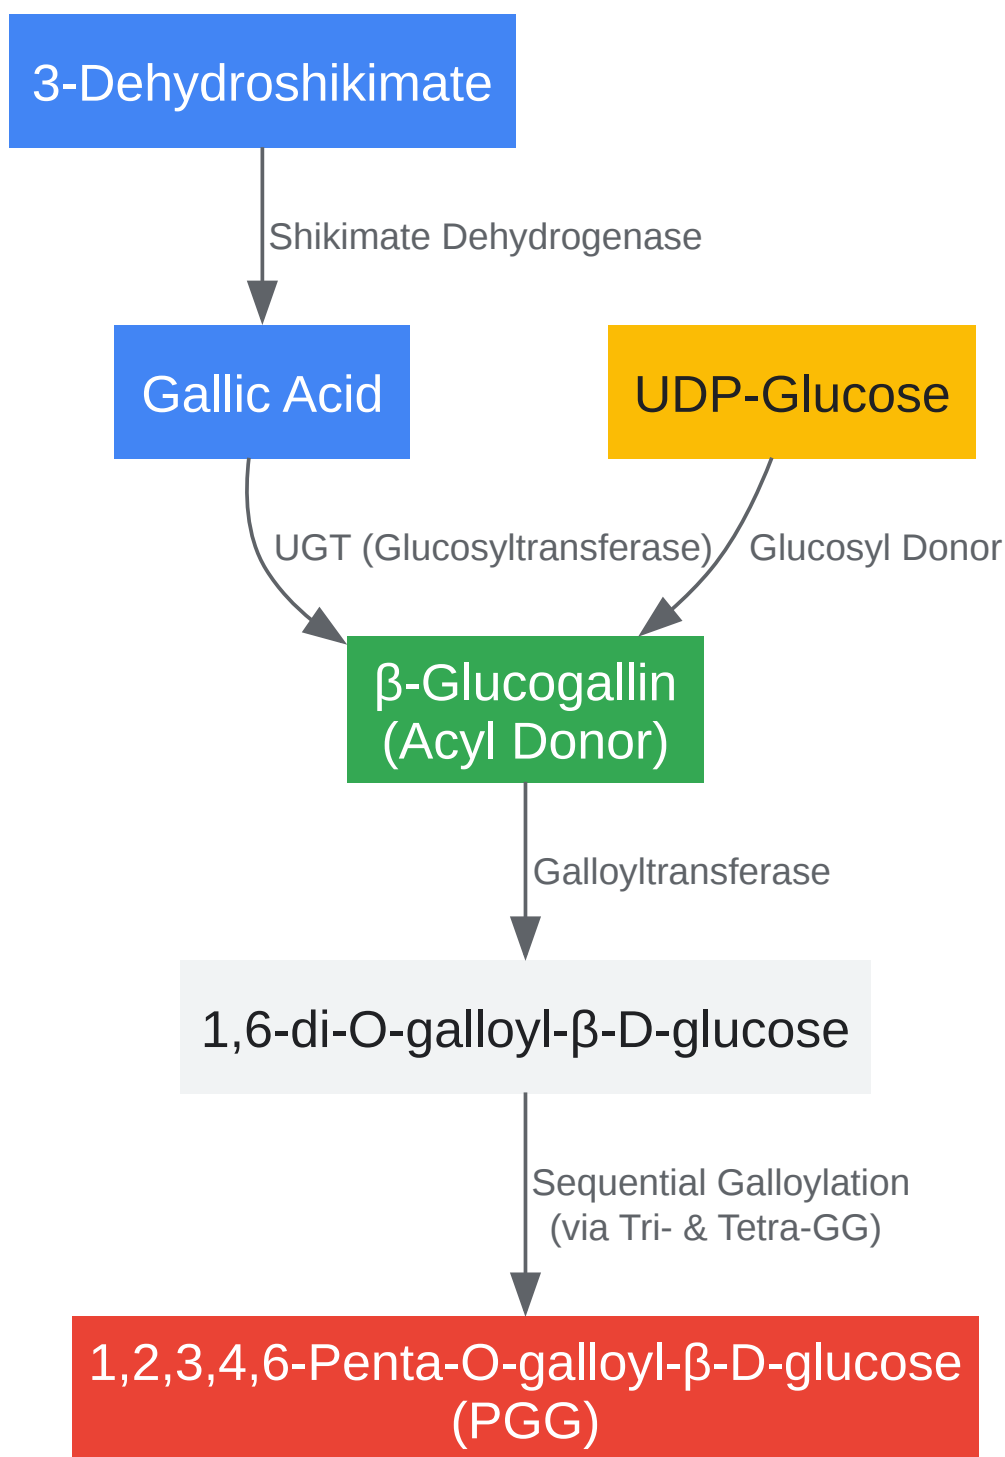 3-Dehydroshikimate
Shikimate Dehydrogenase
Gallic Acid
UDP-Glucose
UGT (Glucosyltransferase)
Glucosyl Donor
β-Glucogallin
(Acyl Donor)
Galloyltransferase
1,6-di-O-galloyl-β-D-glucose
Sequential Galloylation
(via Tri- & Tetra-GG)
1,2,3,4,6-Penta-O-galloyl-β-D-glucose
(PGG)